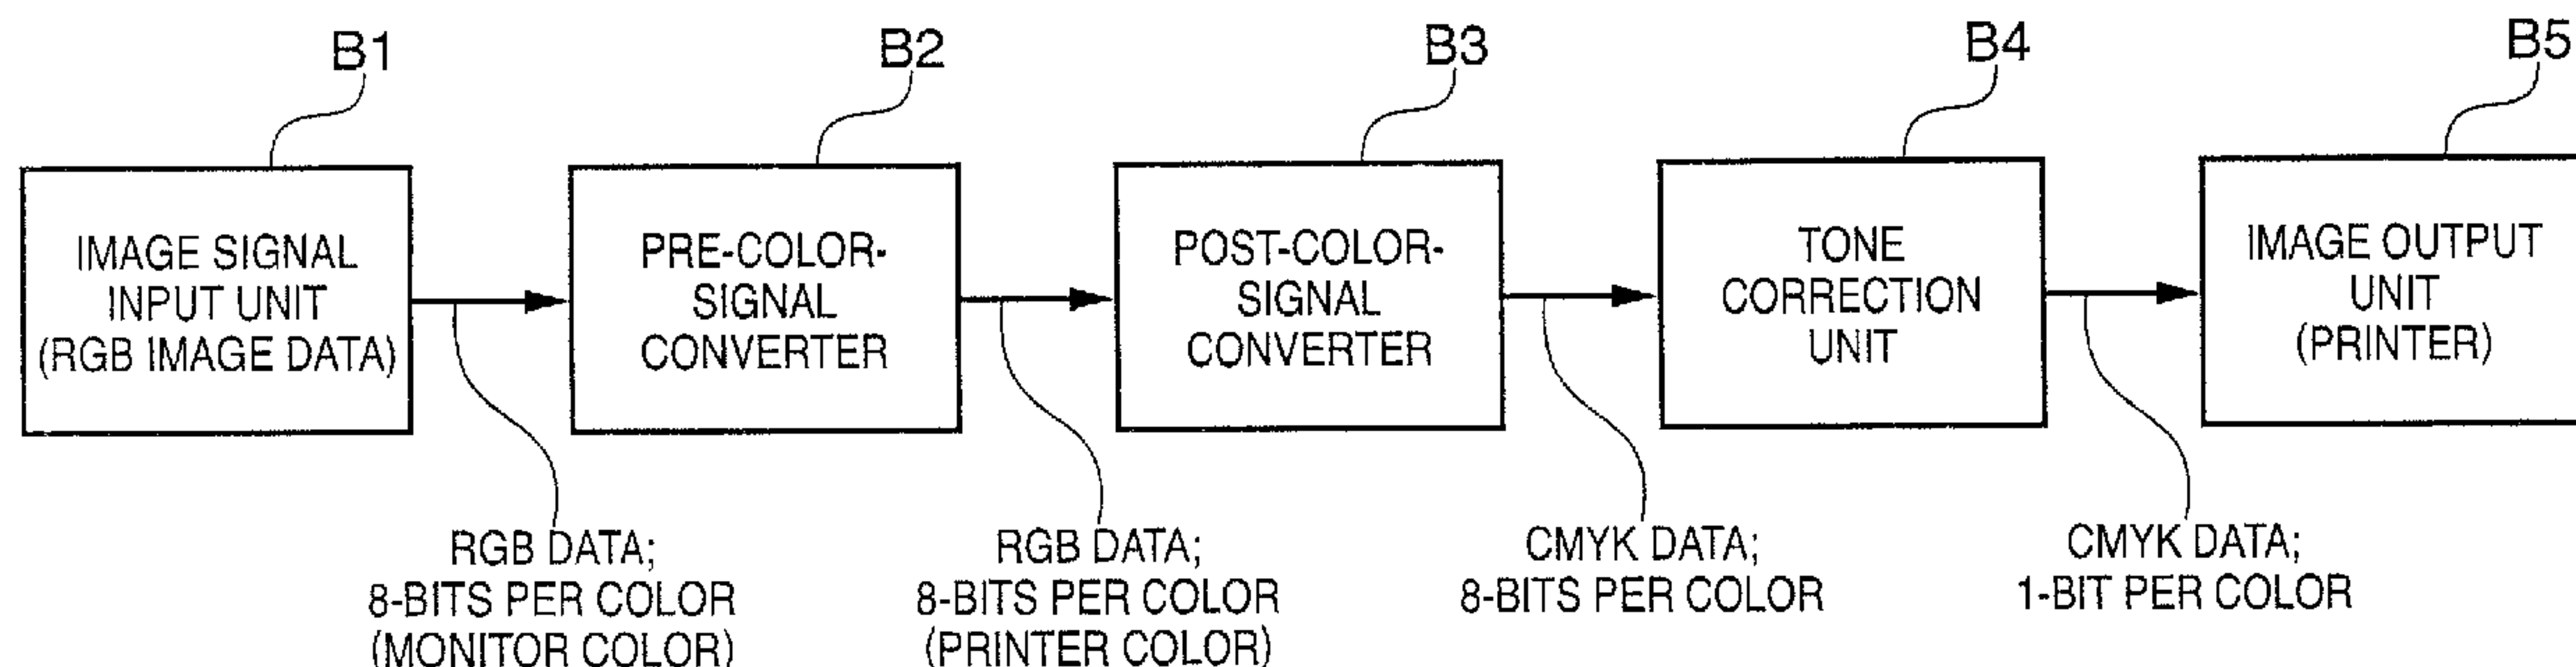 B1
B2
B3
B4
B5
IMAGE SIGNAL
INPUT UNIT
(RGB IMAGE DATA)
PRE-COLOR-
SIGNAL
CONVERTER
POST-COLOR-
SIGNAL
CONVERTER
TONE
CORRECTION
UNIT
IMAGE OUTPUT
UNIT
(PRINTER)
RGB DATA;
8-BITS PER COLOR
(MONITOR COLOR)
RGB DATA;
8-BITS PER COLOR
(PRINTER COLOR)
CMYK DATA;
8-BITS PER COLOR
CMYK DATA;
1-BIT PER COLOR